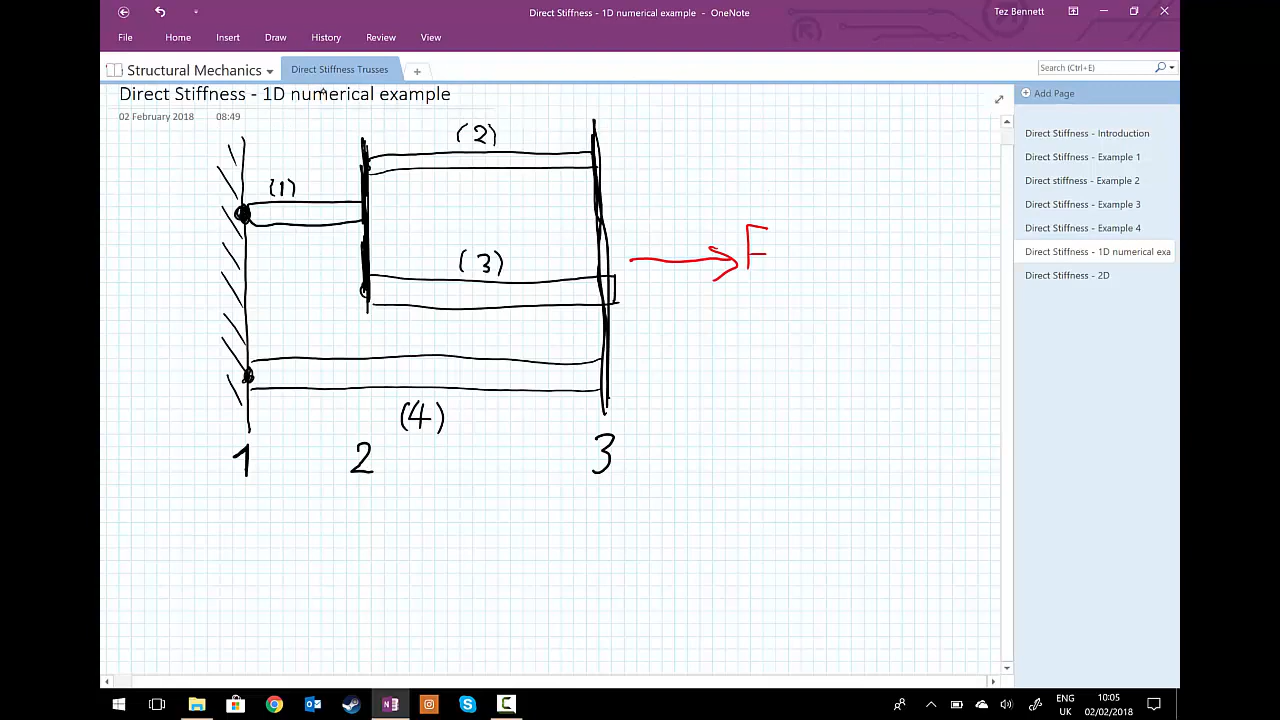 Direct Stiffness - 1D numerical example - OneNote
Tez Bennett
File Home Insert Draw History Review View
Structural Mechanics
Direct Stiffness Trusses
+
Search (Ctrl+E)
Direct Stiffness - 1D numerical example
02 February 2018 08:49
Add Page
Direct Stiffness - Introduction
Direct Stiffness - Example 1
Direct stiffness - Example 2
Direct Stiffness - Example 3
Direct Stiffness - Example 4
Direct Stiffness - 1D numerical exa
Direct Stiffness - 2D
(2)
(1)
F
(3)
(4)
1 2 3
ENG
UK
10:05
02/02/2018